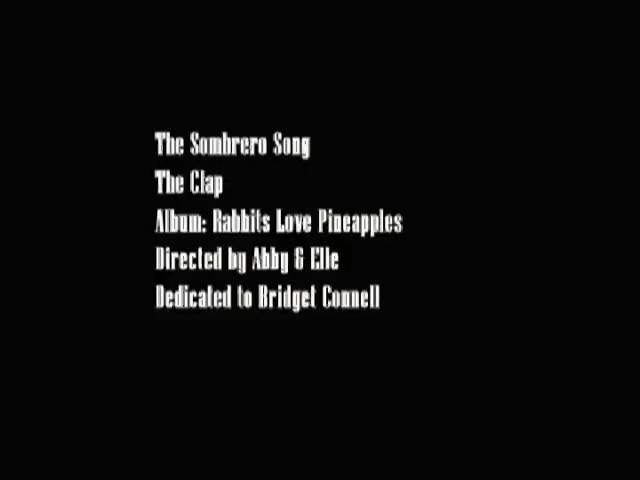 The Sombrero Song
The Clap
Album: Rabbits Love Pineapples
Directed by Abby & Elle
Dedicated to Bridget Connell